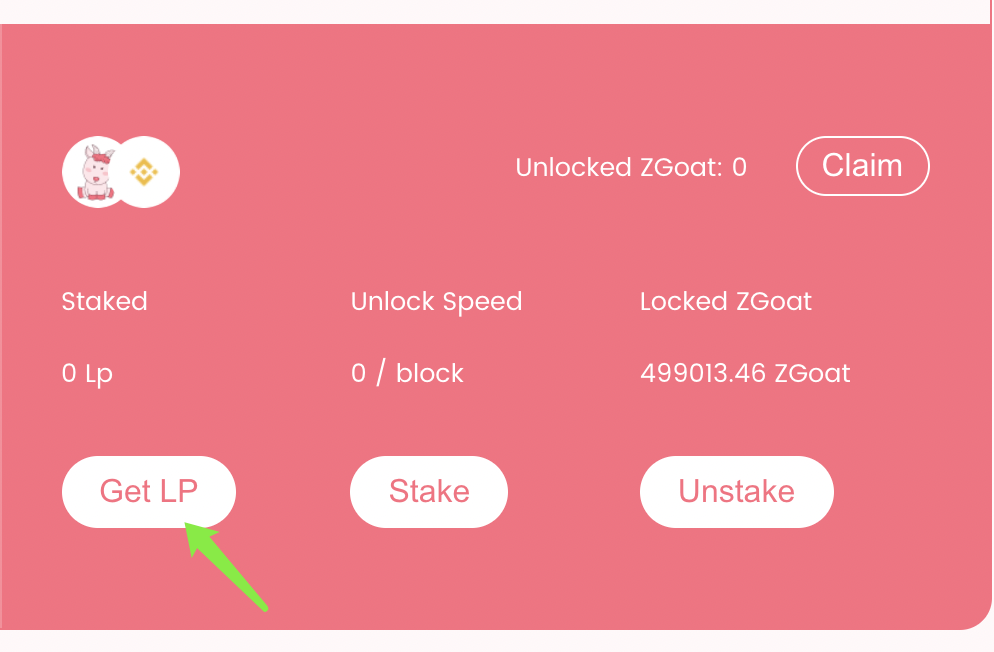 Unlocked ZGoat: 0 Claim
Staked Unlock Speed Locked ZGoat
0 Lp 0 / block 499013.46 ZGoat
Get LP Stake Unstake